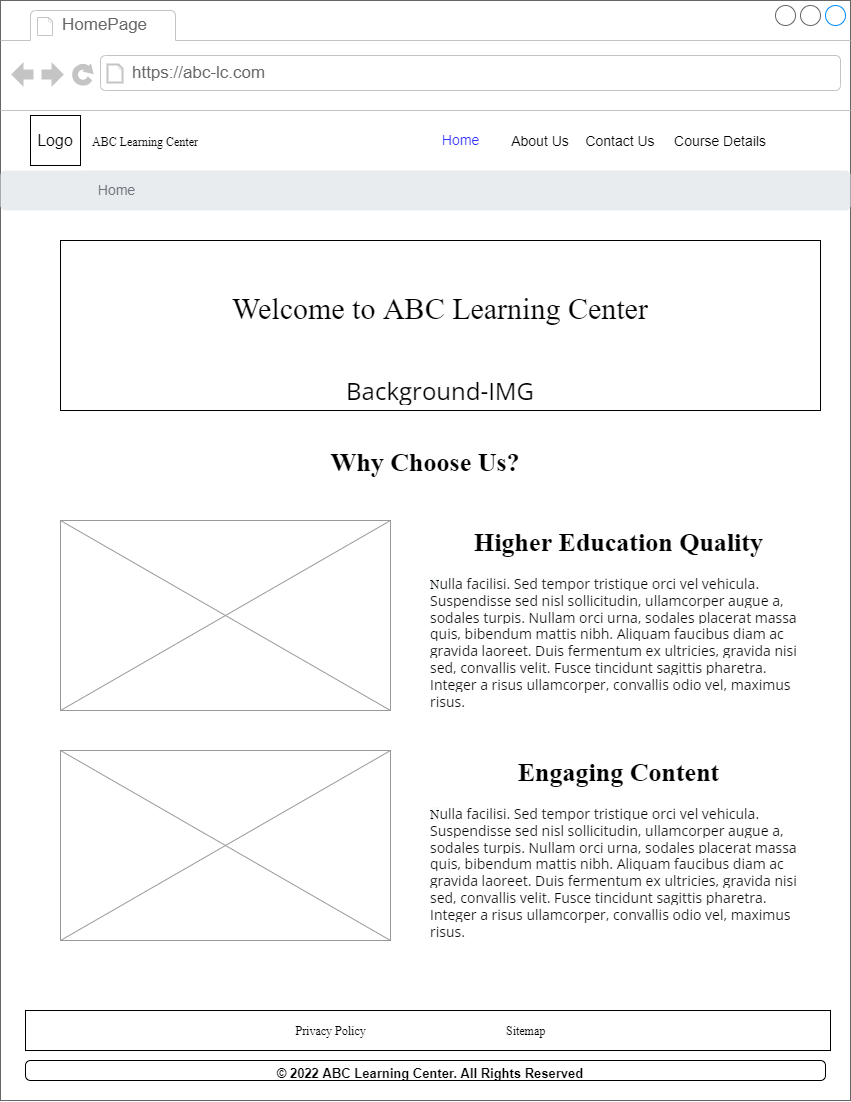 HomePage
https://abc-lc.com
Logo
ABC Learning Center
Home
About Us
Contact Us
Course Details
Home
Welcome to ABC Learning Center
Background-IMG
Why Choose Us?
Higher Education Quality
Nulla facilisi. Sed tempor tristique orci vel vehicula.
Suspendisse sed nisl sollicitudin, ullamcorper augue a,
sodales turpis. Nullam orci urna, sodales placerat massa
quis, bibendum mattis nibh. Aliquam faucibus diam ac
gravida laoreet. Duis fermentum ex ultricies, gravida nisi
sed, convallis velit. Fusce tincidunt sagittis pharetra.
Integer a risus ullamcorper, convallis odio vel, maximus
risus.
Engaging Content
Nulla facilisi. Sed tempor tristique orci vel vehicula.
Suspendisse sed nisl sollicitudin, ullamcorper augue a,
sodales turpis. Nullam orci urna, sodales placerat massa
quis, bibendum mattis nibh. Aliquam faucibus diam ac
gravida laoreet. Duis fermentum ex ultricies, gravida nisi
sed, convallis velit. Fusce tincidunt sagittis pharetra.
Integer a risus ullamcorper, convallis odio vel, maximus
risus.
Privacy Policy
Sitemap
© 2022 ABC Learning Center. All Rights Reserved